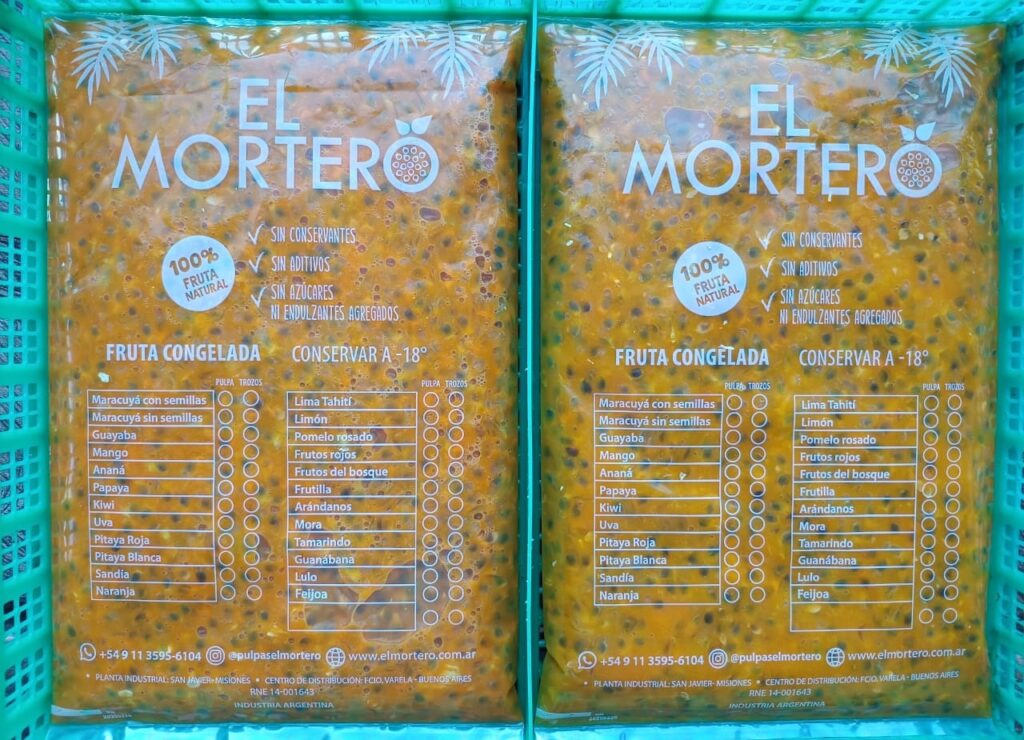 EL
MORTERO
100%
FRUTA
NATURAL
SIN CONSERVANTES
SIN ADITIVOS
SIN AZÚCARES
NI ENDULZANTES AGREGADOS
FRUTA CONGELADA CONSERVAR A -18°
PULPA TROZOS
Maracuyá con semillas
Maracuyá sin semillas
Guayaba
Mango
Ananá
Papaya
Kiwi
Uva
Pitaya Roja
Pitaya Blanca
Sandía
Naranja
PULPA TROZOS
Lima Tahití
Limón
Pomelo rosado
Frutos rojos
Frutos del bosque
Frutilla
Arándanos
Mora
Tamarindo
Guanábana
Lulo
Feijoa
+54 9 11 3595-6104 @pulpaselmortero www.elmortero.com.ar
• PLANTA INDUSTRIAL: SAN JAVIER- MISIONES • CENTRO DE DISTRIBUCIÓN: FCIO. VARELA - BUENOS AIRES
RNE 14-001643
INDUSTRIA ARGENTINA
EL
MORTERO
100%
FRUTA
NATURAL
SIN CONSERVANTES
SIN ADITIVOS
SIN AZÚCARES
NI ENDULZANTES AGREGADOS
FRUTA CONGELADA CONSERVAR A -18°
PULPA TROZOS
Maracuyá con semillas
Maracuyá sin semillas
Guayaba
Mango
Ananá
Papaya
Kiwi
Uva
Pitaya Roja
Pitaya Blanca
Sandía
Naranja
PULPA TROZOS
Lima Tahití
Limón
Pomelo rosado
Frutos rojos
Frutos del bosque
Frutilla
Arándanos
Mora
Tamarindo
Guanábana
Lulo
Feijoa
+54 9 11 3595-6104 @pulpaselmortero www.elmortero.com.ar
• PLANTA INDUSTRIAL: SAN JAVIER- MISIONES • CENTRO DE DISTRIBUCIÓN: FCIO. VARELA - BUENOS AIRES
RNE 14-001643
INDUSTRIA ARGENTINA